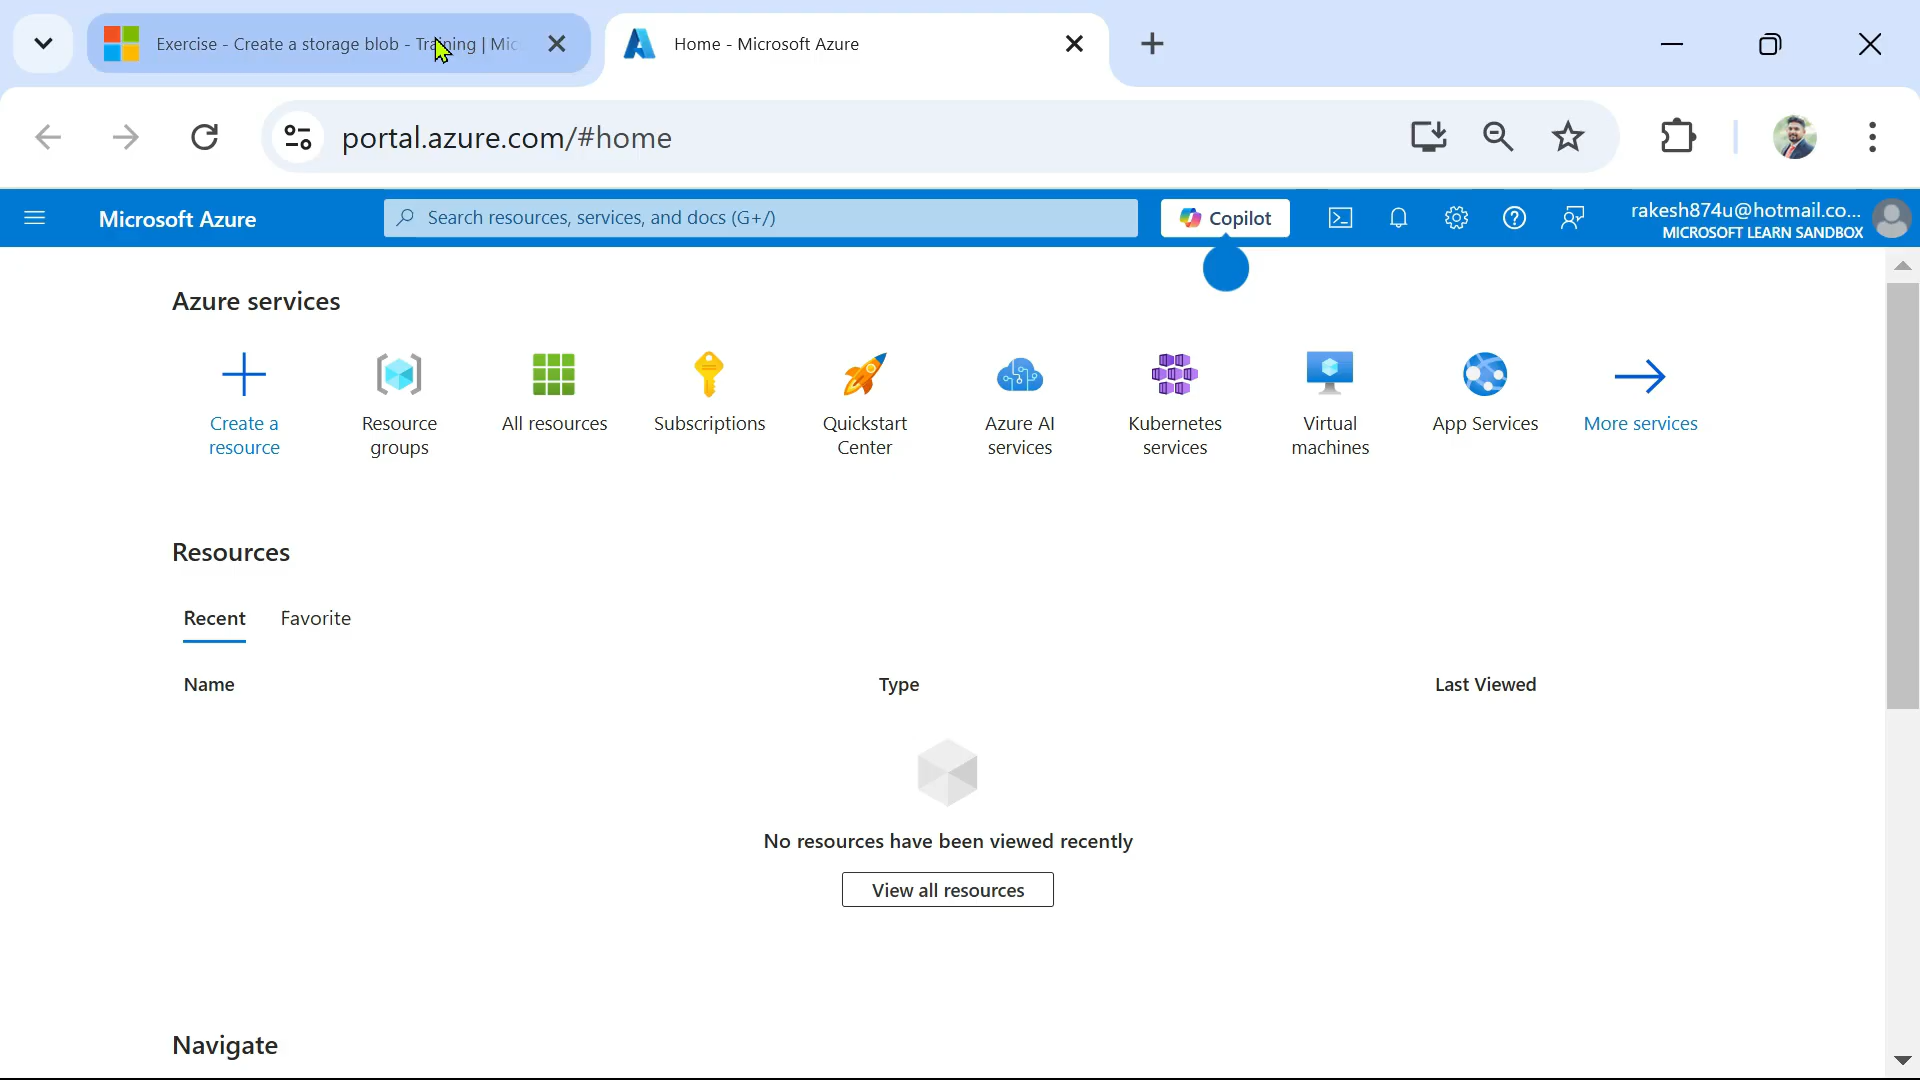 Exercise - Create a storage blob - Training | Mic
Home - Microsoft Azure
portal.azure.com/#home
Microsoft Azure
Search resources, services, and docs (G+/)
Copilot
rakesh874u@hotmail.co...
MICROSOFT LEARN SANDBOX
Azure services
Create a
resource
Resource
groups
All resources
Subscriptions
Quickstart
Center
Azure AI
services
Kubernetes
services
Virtual
machines
App Services
More services
Resources
Recent
Favorite
Name
Type
Last Viewed
No resources have been viewed recently
View all resources
Navigate